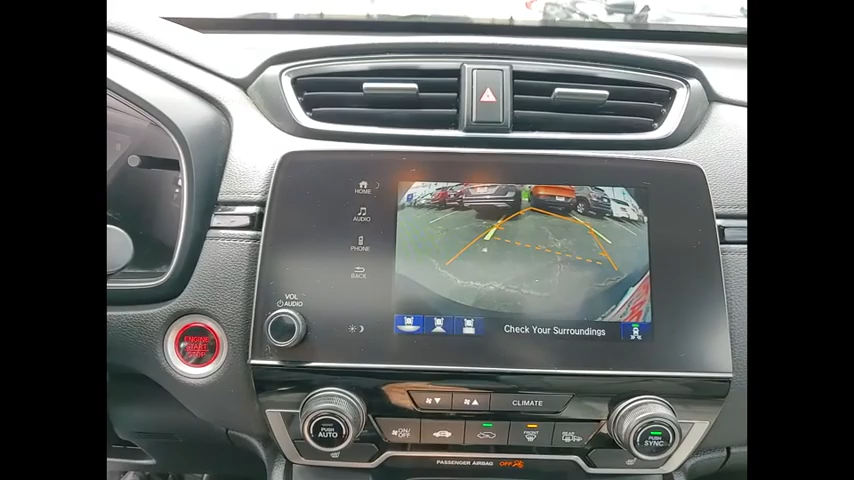 HOME
AUDIO
PHONE
BACK
VOL
AUDIO
Check Your Surroundings
ENGINE
START
STOP
CLIMATE
PUSH
AUTO
ON
OFF
FRONT
REAR
PUSH
SYNC
PASSENGER AIRBAG OFF